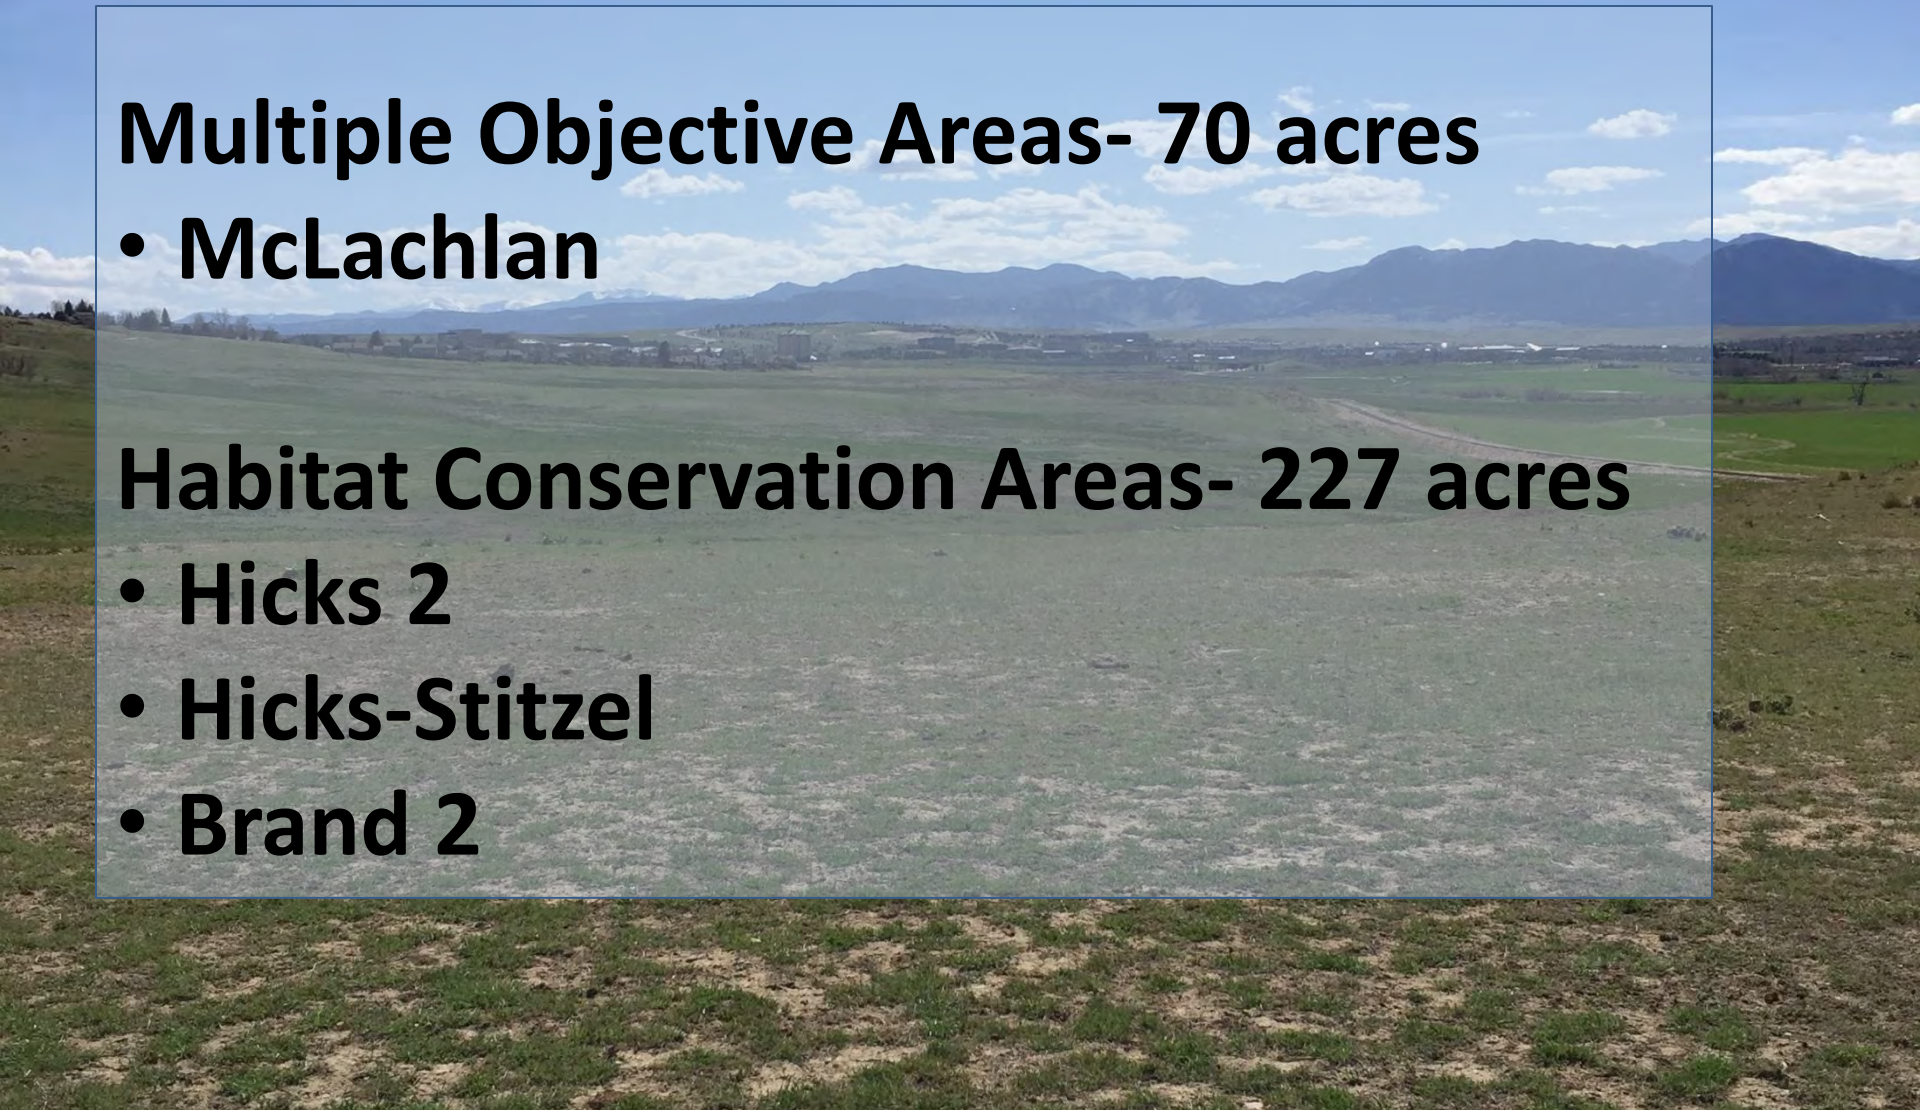 Multiple Objective Areas- 70 acres
• McLachlan
Habitat Conservation Areas- 227 acres
• Hicks 2
• Hicks-Stitzel
• Brand 2